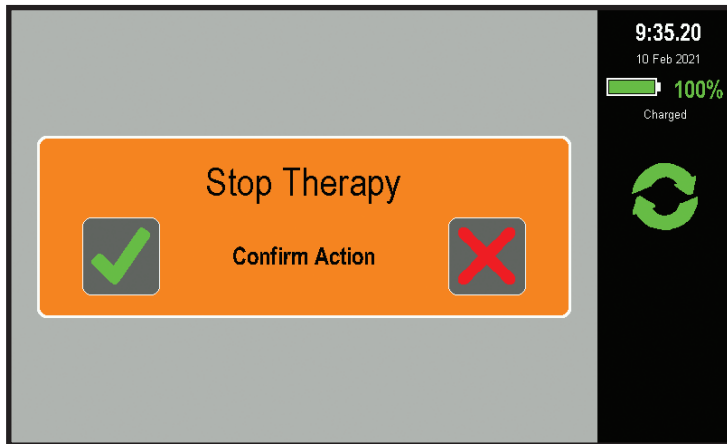 9:35.20
10 Feb 2021
100%
Charged
Stop Therapy
Confirm Action